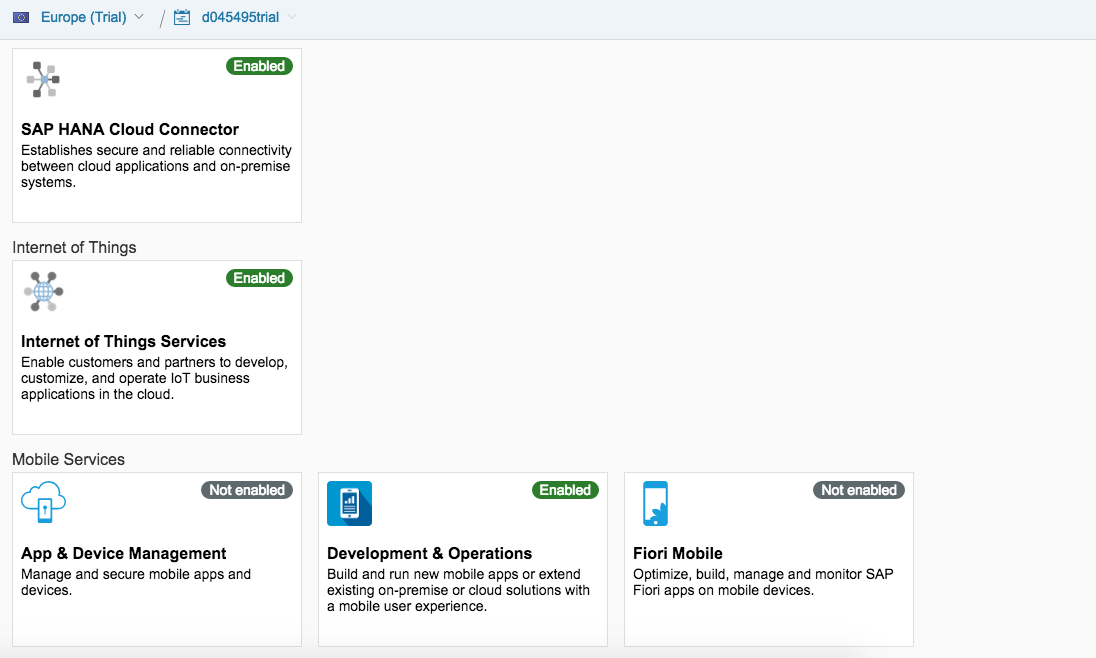 Europe (Trial) / d045495trial
Enabled
SAP HANA Cloud Connector
Establishes secure and reliable connectivity
between cloud applications and on-premise
systems.
Internet of Things
Enabled
Internet of Things Services
Enable customers and partners to develop,
customize, and operate IoT business
applications in the cloud.
Mobile Services
Not enabled
App & Device Management
Manage and secure mobile apps and
devices.
Enabled
Development & Operations
Build and run new mobile apps or extend
existing on-premise or cloud solutions with
a mobile user experience.
Not enabled
Fiori Mobile
Optimize, build, manage and monitor SAP
Fiori apps on mobile devices.